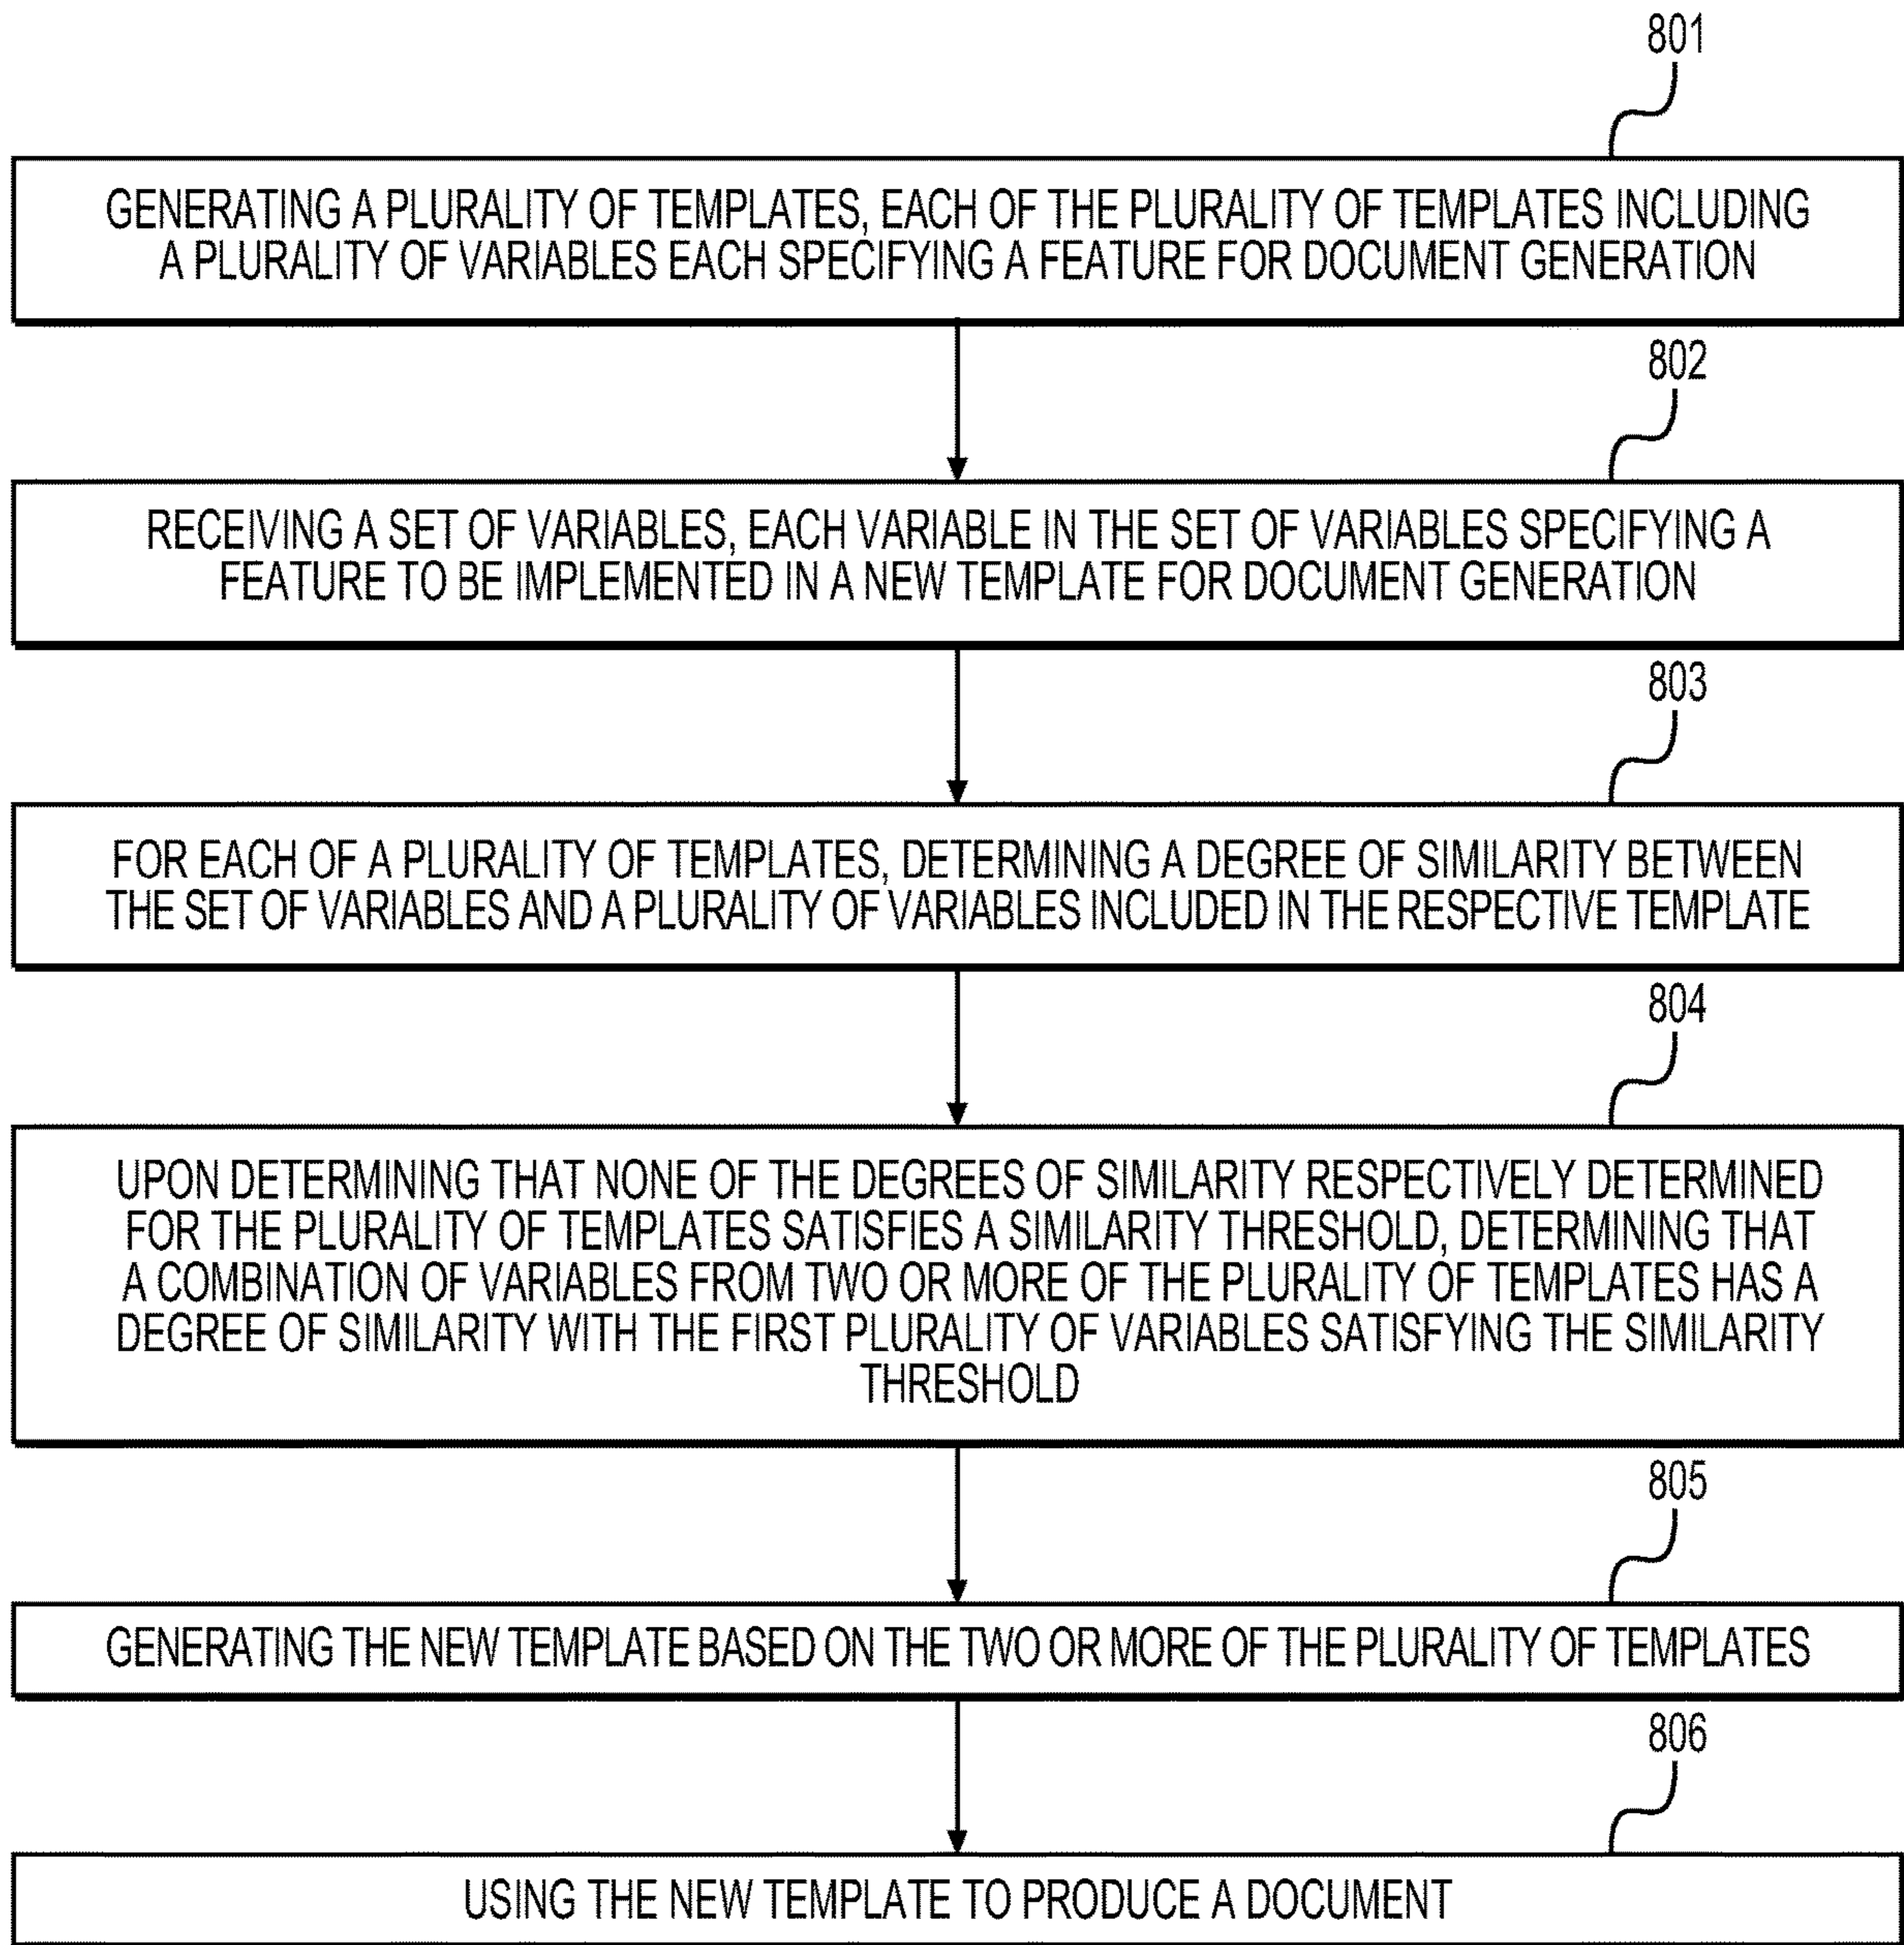 801
GENERATING A PLURALITY OF TEMPLATES, EACH OF THE PLURALITY OF TEMPLATES INCLUDING
A PLURALITY OF VARIABLES EACH SPECIFYING A FEATURE FOR DOCUMENT GENERATION
802
RECEIVING A SET OF VARIABLES, EACH VARIABLE IN THE SET OF VARIABLES SPECIFYING A
FEATURE TO BE IMPLEMENTED IN A NEW TEMPLATE FOR DOCUMENT GENERATION
803
FOR EACH OF A PLURALITY OF TEMPLATES, DETERMINING A DEGREE OF SIMILARITY BETWEEN
THE SET OF VARIABLES AND A PLURALITY OF VARIABLES INCLUDED IN THE RESPECTIVE TEMPLATE
804
UPON DETERMINING THAT NONE OF THE DEGREES OF SIMILARITY RESPECTIVELY DETERMINED
FOR THE PLURALITY OF TEMPLATES SATISFIES A SIMILARITY THRESHOLD, DETERMINING THAT
A COMBINATION OF VARIABLES FROM TWO OR MORE OF THE PLURALITY OF TEMPLATES HAS A
DEGREE OF SIMILARITY WITH THE FIRST PLURALITY OF VARIABLES SATISFYING THE SIMILARITY
THRESHOLD
805
GENERATING THE NEW TEMPLATE BASED ON THE TWO OR MORE OF THE PLURALITY OF TEMPLATES
806
USING THE NEW TEMPLATE TO PRODUCE A DOCUMENT